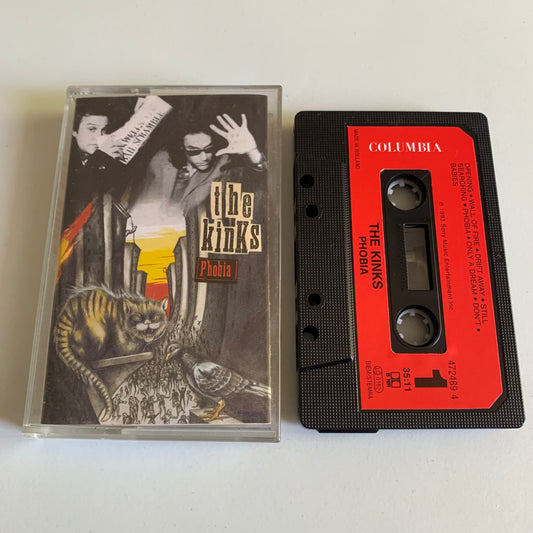 the
kinks
Phobia
COLUMBIA
MADE IN HOLLAND
OPENING • WALL OF FIRE • DRIFT AWAY • STILL
SEARCHING • PHOBIA • ONLY A DREAM • DON'T •
BABIES
THE KINKS
PHOBIA
℗ 1993 Sony Music Entertainment Inc.
472489 4
1
35:11
B NR
BIEM/STEMRA